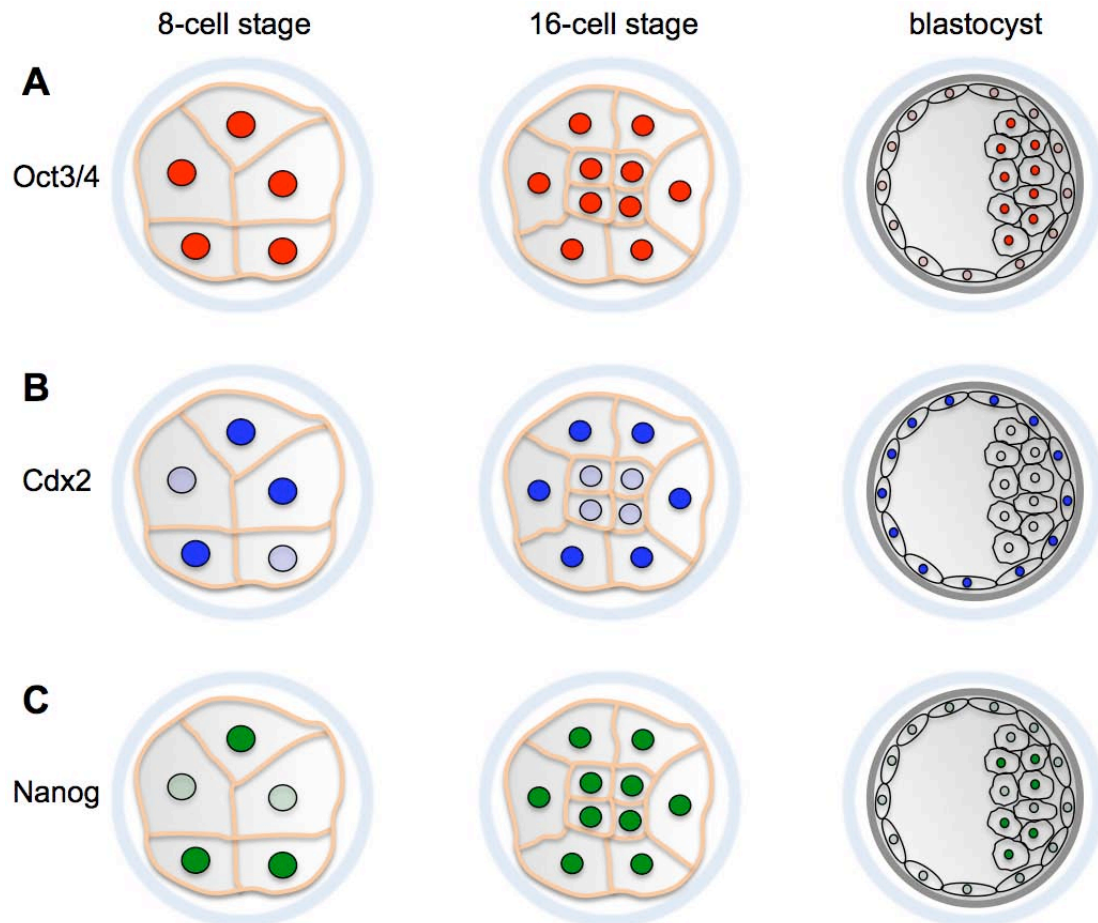 8-cell stage 16-cell stage blastocyst
A
Oct3/4
B
Cdx2
C
Nanog